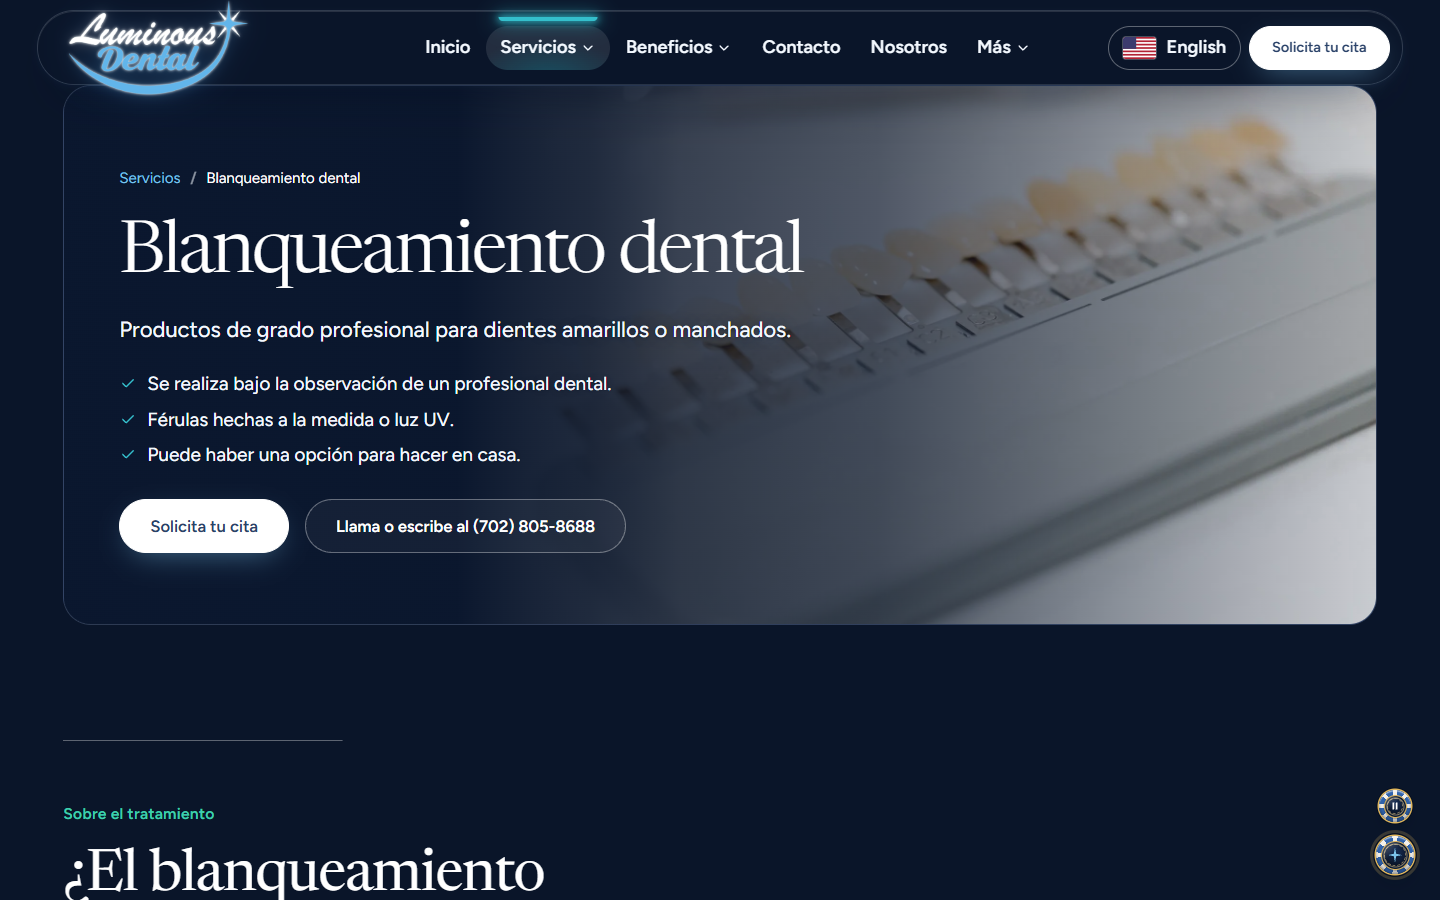 Luminous
Dental
Inicio
Servicios
Beneficios
Contacto
Nosotros
Más
English
Solicita tu cita
Servicios / Blanqueamiento dental
Blanqueamiento dental
Productos de grado profesional para dientes amarillos o manchados.
Se realiza bajo la observación de un profesional dental.
Férulas hechas a la medida o luz UV.
Puede haber una opción para hacer en casa.
Solicita tu cita
Llama o escribe al (702) 805-8688
Sobre el tratamiento
¿El blanqueamiento